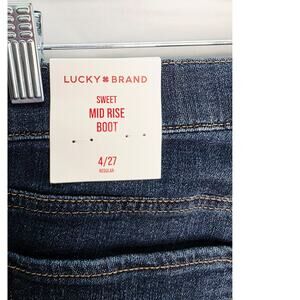 LUCKY BRAND
SWEET
MID RISE
BOOT
4/27
REGULAR